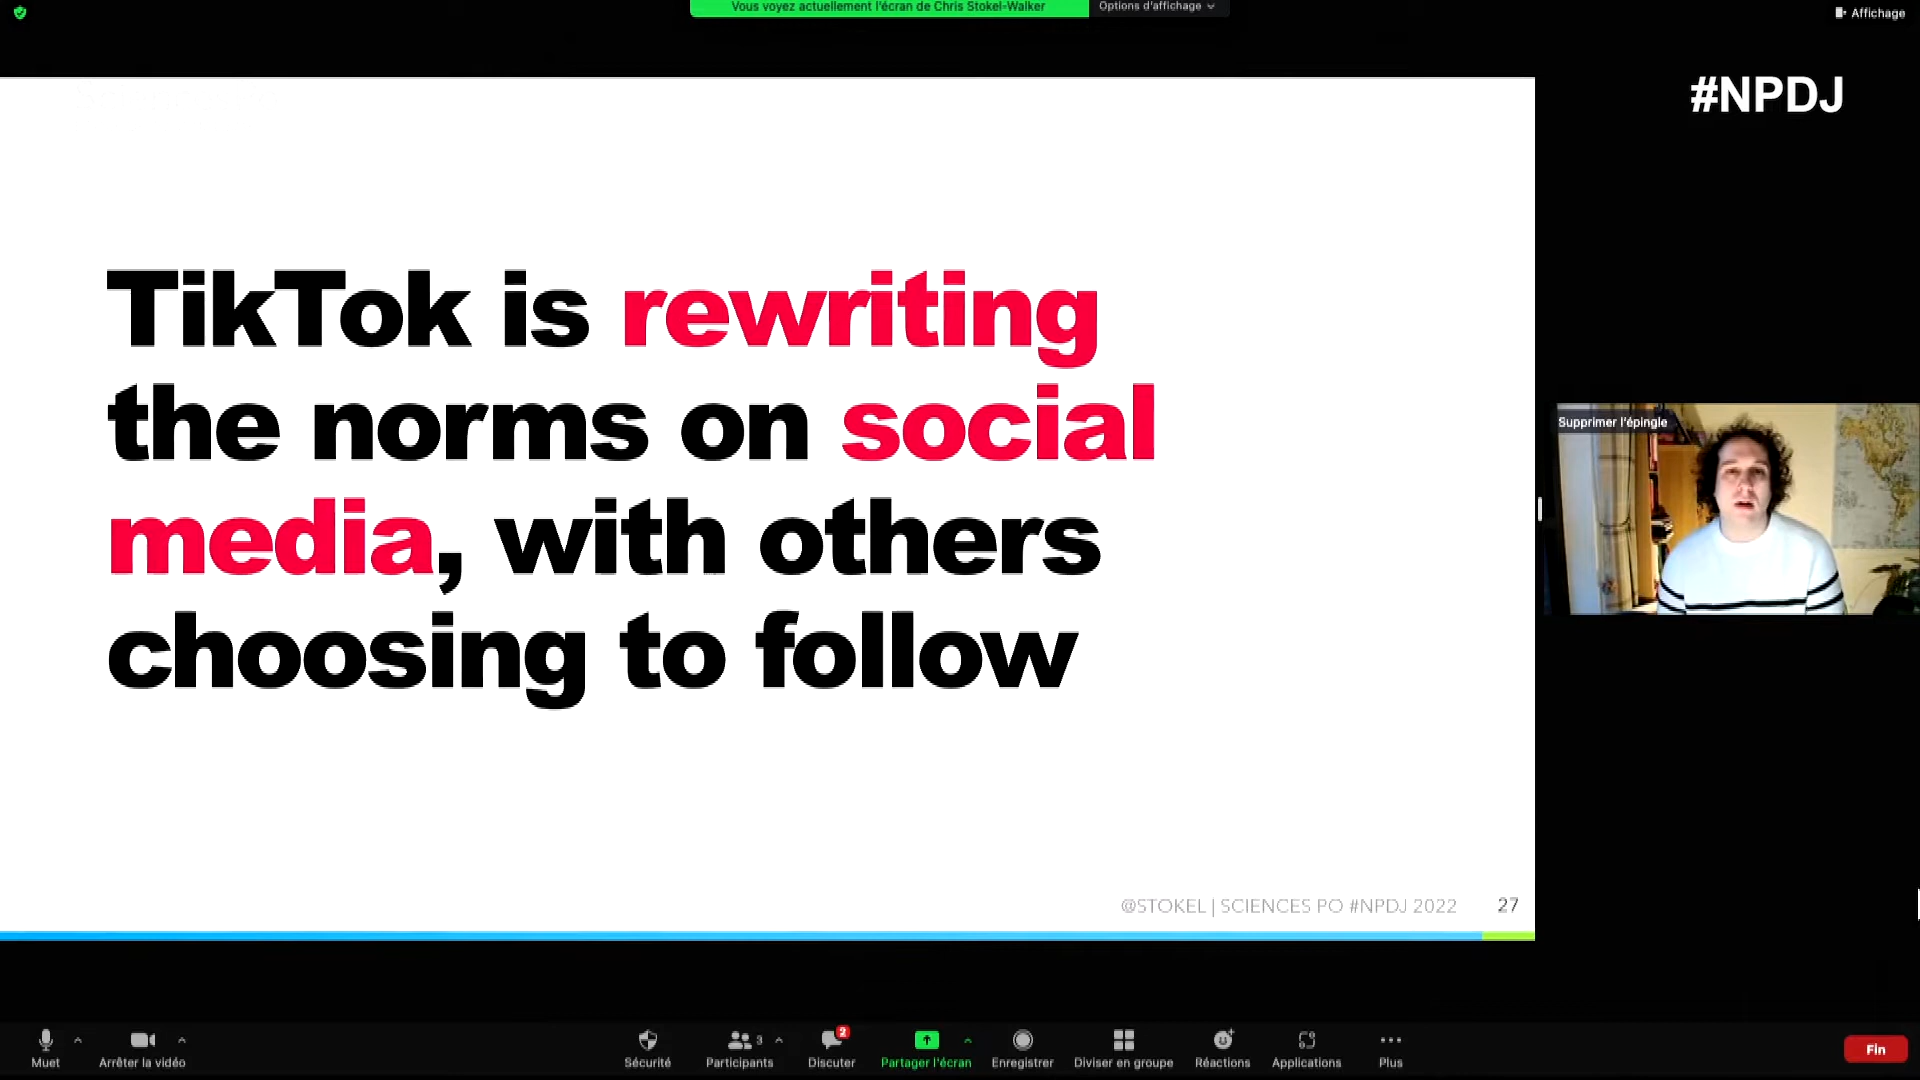 Vous voyez actuellement l'écran de Chris Stokel-Walker
Options d'affichage
Affichage
#NPDJ
TikTok is rewriting
the norms on social
media, with others
choosing to follow
Supprimer l'épingle
@STOKEL | SCIENCES PO #NPDJ 2022
27
Muet
Arrêter la vidéo
Sécurité
3
Participants
2
Discuter
Partager l'écran
Enregistrer
Diviser en groupe
Réactions
Applications
Plus
Fin